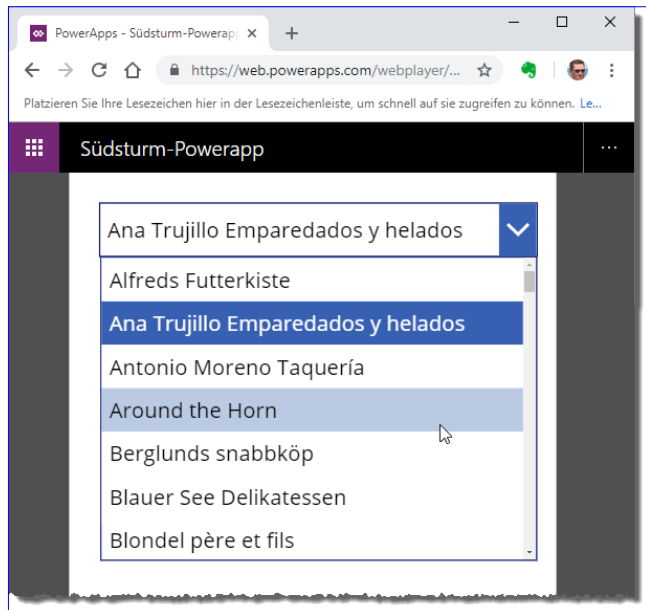 PowerApps - Südsturm-Powerap
https://web.powerapps.com/webplayer/...
Platzieren Sie Ihre Lesezeichen hier in der Lesezeichenleiste, um schnell auf sie zugreifen zu können. Le...
Südsturm-Powerapp
Ana Trujillo Emparedados y helados
Alfreds Futterkiste
Ana Trujillo Emparedados y helados
Antonio Moreno Taquería
Around the Horn
Berglunds snabbköp
Blauer See Delikatessen
Blondel père et fils